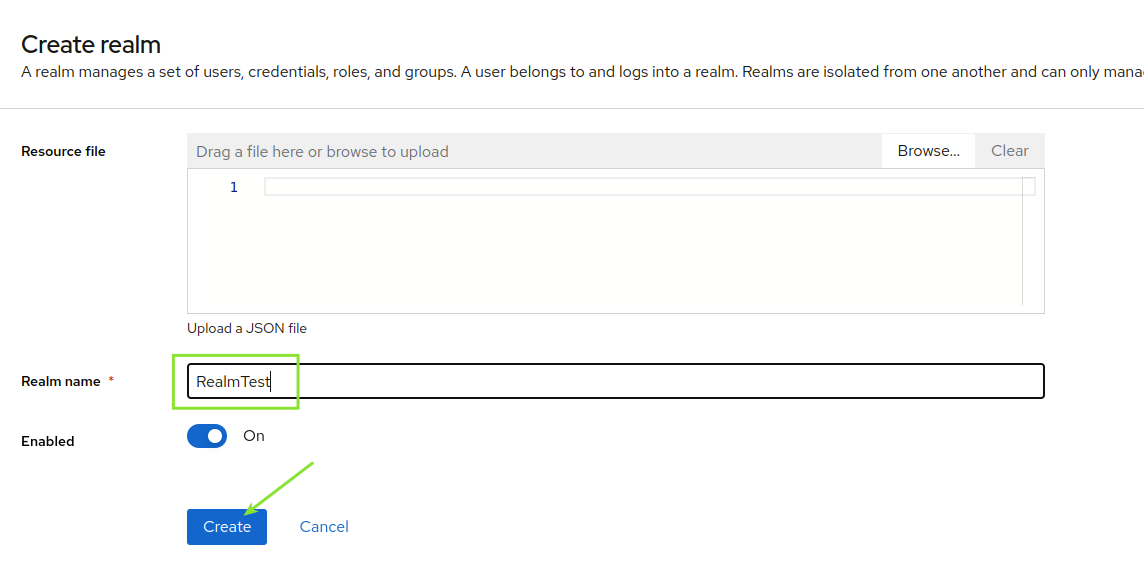 Create realm
A realm manages a set of users, credentials, roles, and groups. A user belongs to and logs into a realm. Realms are isolated from one another and can only
Resource file
Drag a file here or browse to upload
Browse...
Clear
1
Upload a JSON file
Realm name *
RealmTest
Enabled
On
Create
Cancel